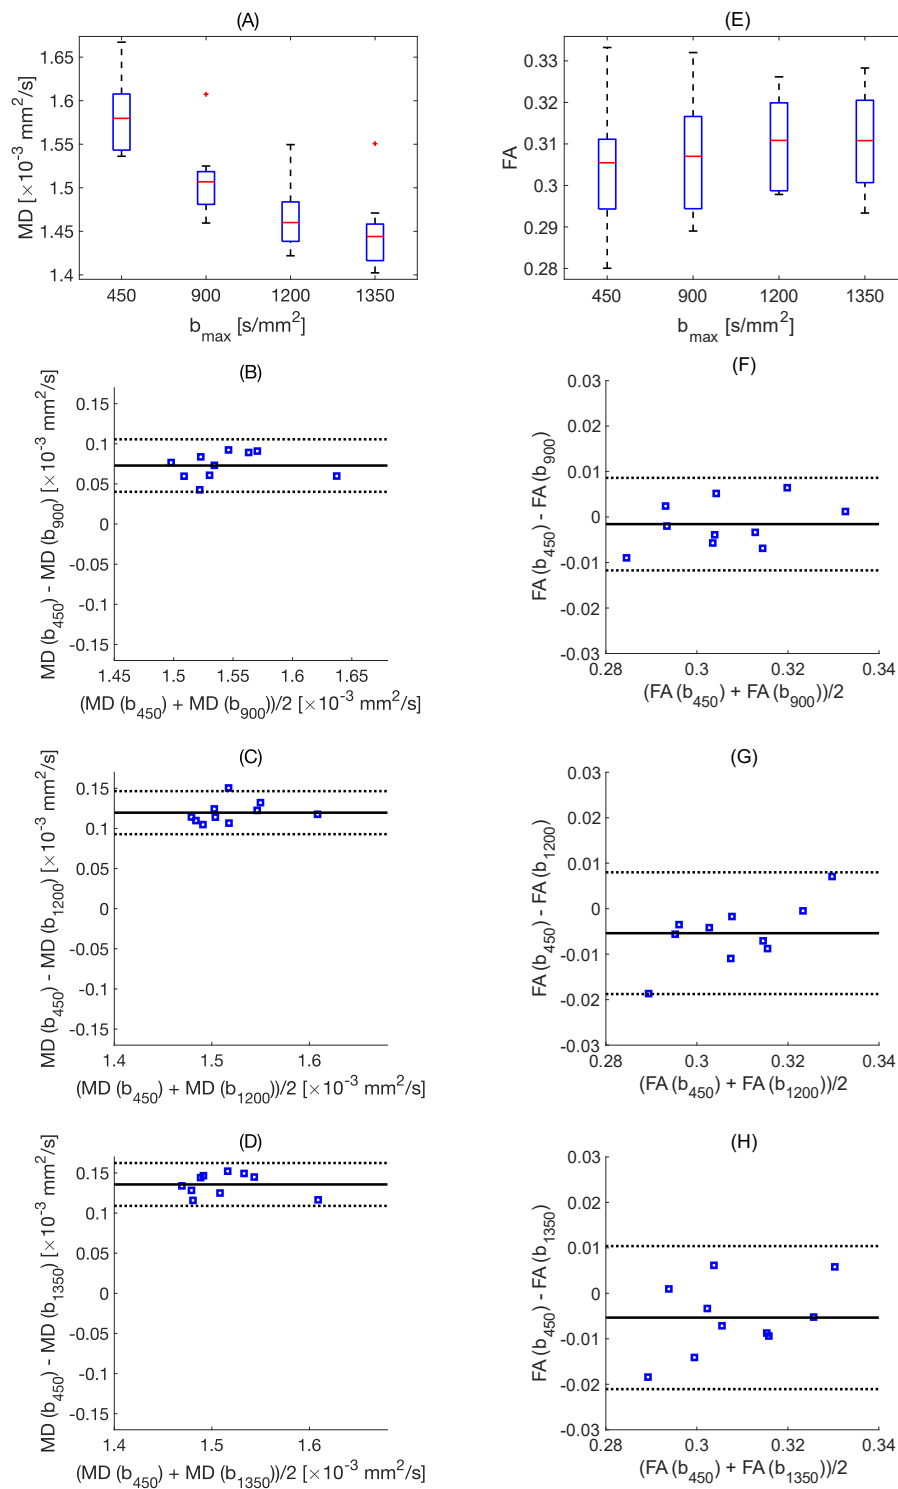 (A)
MD [×10⁻³ mm²/s]
1.65
1.6
1.55
1.5
1.45
1.4
450 900 1200 1350
b_max [s/mm²]
(E)
FA
0.33
0.32
0.31
0.3
0.29
0.28
450 900 1200 1350
b_max [s/mm²]
(B)
MD (b₄₅₀) - MD (b₉₀₀) [×10⁻³ mm²/s]
0.15
0.1
0.05
0
-0.05
-0.1
-0.15
1.45 1.5 1.55 1.6 1.65
(MD (b₄₅₀) + MD (b₉₀₀))/2 [×10⁻³ mm²/s]
(F)
FA (b₄₅₀) - FA (b₉₀₀)
0.03
0.02
0.01
0
-0.01
-0.02
-0.03
0.28 0.3 0.32 0.34
(FA (b₄₅₀) + FA (b₉₀₀))/2
(C)
MD (b₄₅₀) - MD (b₁₂₀₀) [×10⁻³ mm²/s]
0.15
0.1
0.05
0
-0.05
-0.1
-0.15
1.4 1.5 1.6
(MD (b₄₅₀) + MD (b₁₂₀₀))/2 [×10⁻³ mm²/s]
(G)
FA (b₄₅₀) - FA (b₁₂₀₀)
0.03
0.02
0.01
0
-0.01
-0.02
-0.03
0.28 0.3 0.32 0.34
(FA (b₄₅₀) + FA (b₁₂₀₀))/2
(D)
MD (b₄₅₀) - MD (b₁₃₅₀) [×10⁻³ mm²/s]
0.15
0.1
0.05
0
-0.05
-0.1
-0.15
1.4 1.5 1.6
(MD (b₄₅₀) + MD (b₁₃₅₀))/2 [×10⁻³ mm²/s]
(H)
FA (b₄₅₀) - FA (b₁₃₅₀)
0.03
0.02
0.01
0
-0.01
-0.02
-0.03
0.28 0.3 0.32 0.34
(FA (b₄₅₀) + FA (b₁₃₅₀))/2